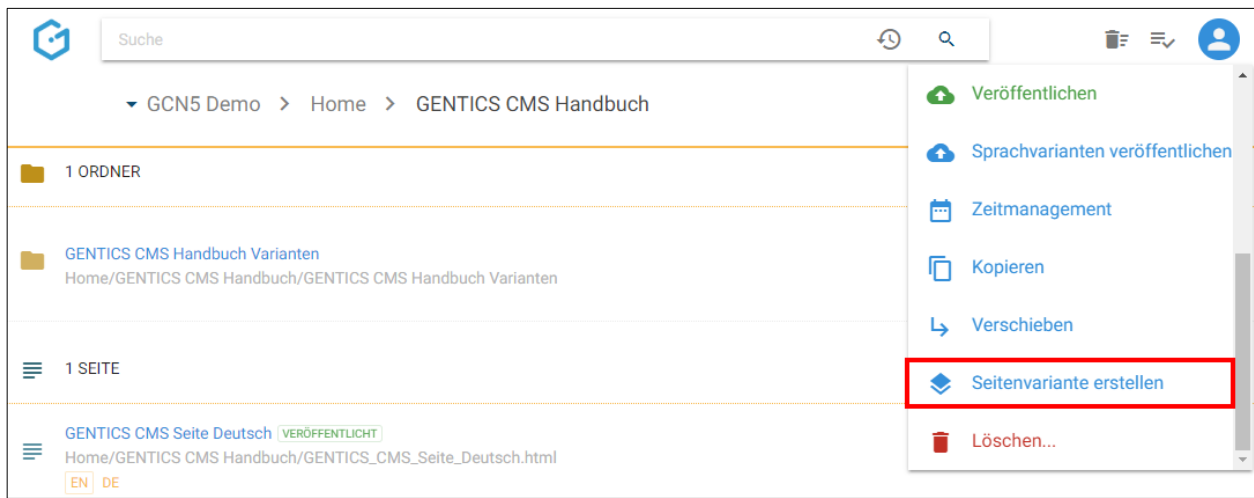 Suche
GCN5 Demo > Home > GENTICS CMS Handbuch
1 ORDNER
GENTICS CMS Handbuch Varianten
Home/GENTICS CMS Handbuch/GENTICS CMS Handbuch Varianten
1 SEITE
GENTICS CMS Seite Deutsch VERÖFFENTLICHT
Home/GENTICS CMS Handbuch/GENTICS_CMS_Seite_Deutsch.html
EN DE
Veröffentlichen
Sprachvarianten veröffentlichen
Zeitmanagement
Kopieren
Verschieben
Seitenvariante erstellen
Löschen...